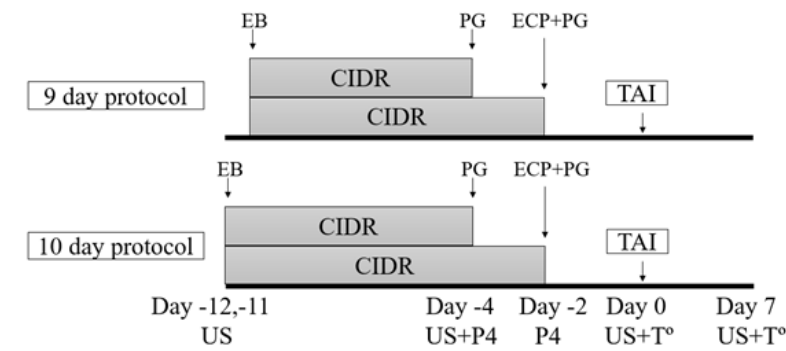 EB PG ECP+PG
CIDR
9 day protocol TAI
CIDR
EB PG ECP+PG
CIDR
10 day protocol TAI
CIDR
Day -12,-11 Day -4 Day -2 Day 0 Day 7
US US+P4 P4 US+Tº US+Tº